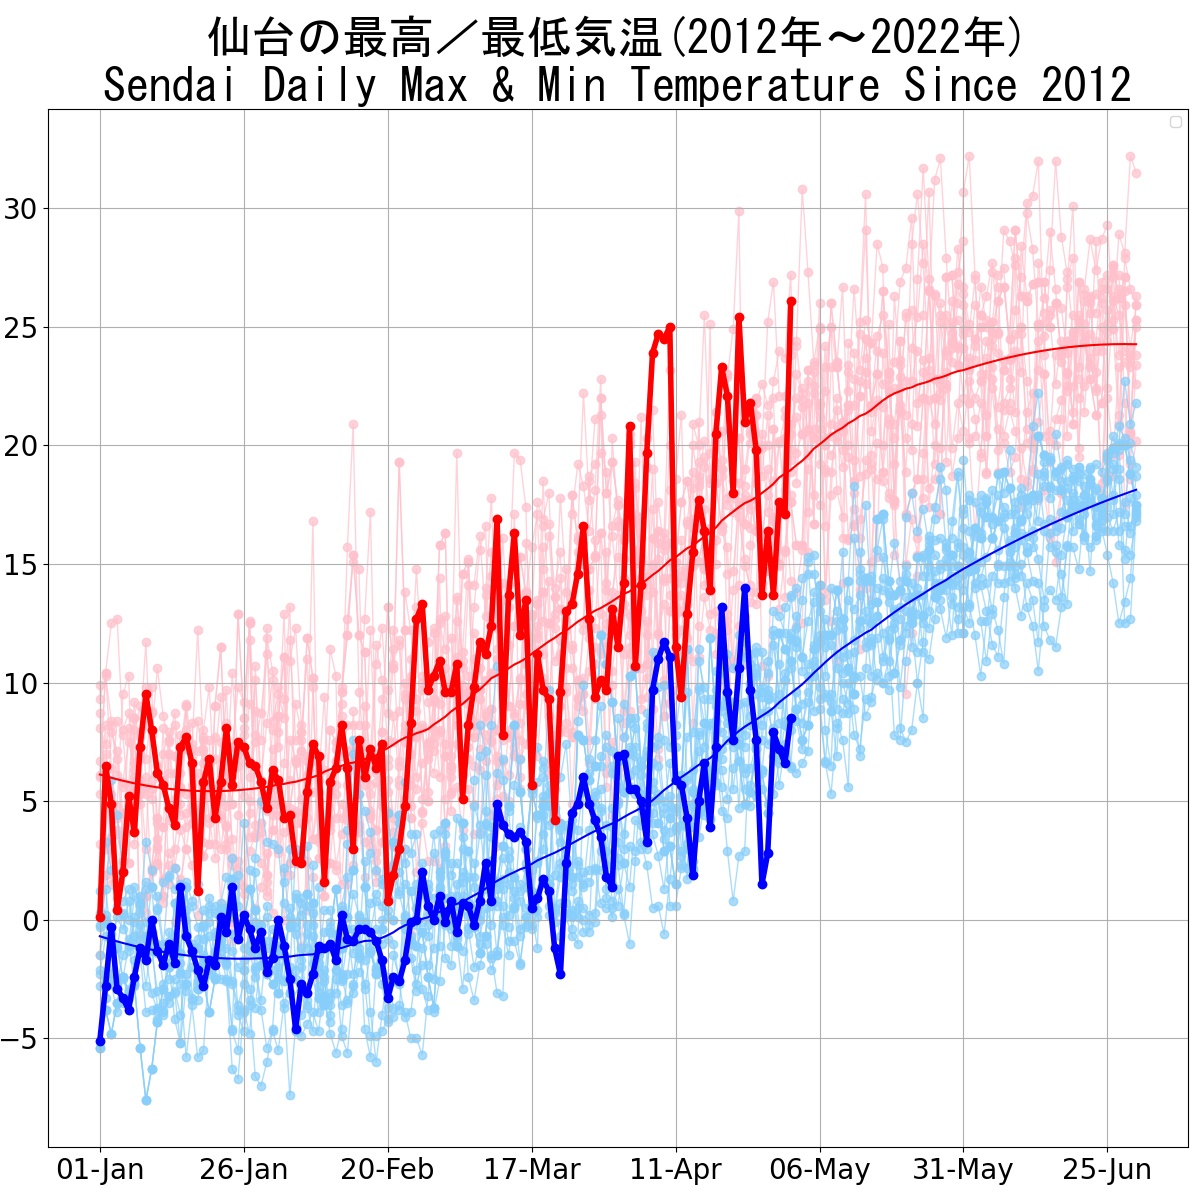 仙台の最高／最低気温(2012年～2022年)
Sendai Daily Max & Min Temperature Since 2012
30
25
20
15
10
5
0
−5
01-Jan 26-Jan 20-Feb 17-Mar 11-Apr 06-May 31-May 25-Jun